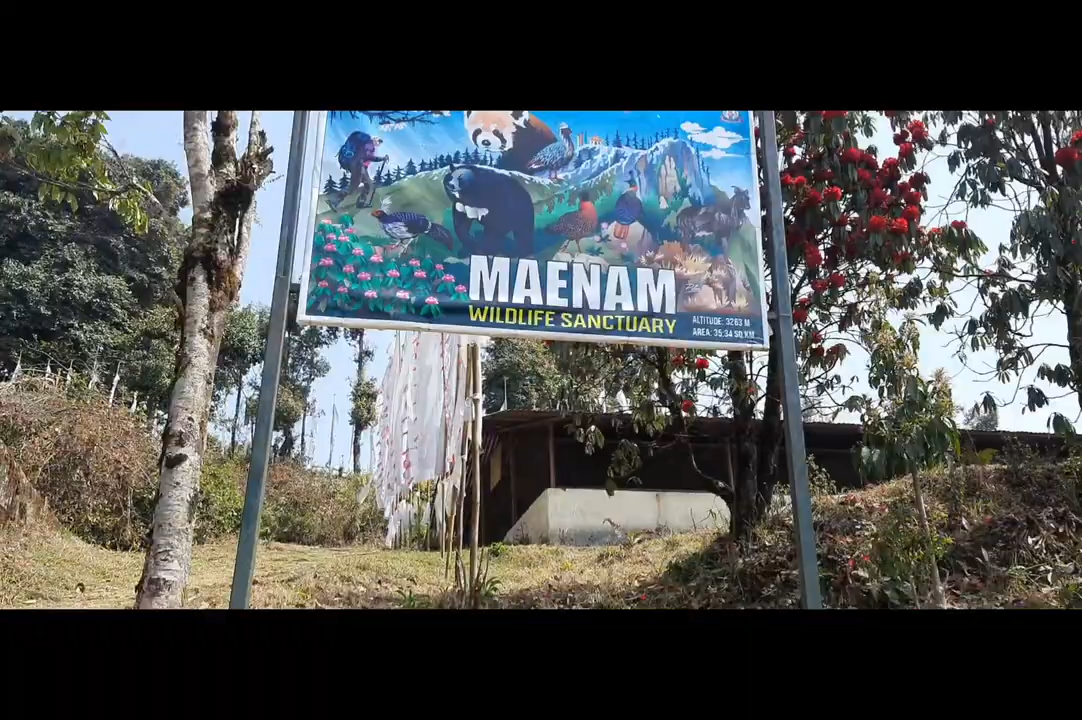 MAENAM
WILDLIFE SANCTUARY
ALTITUDE: 3263 M
AREA: 35.34 SQ.KM